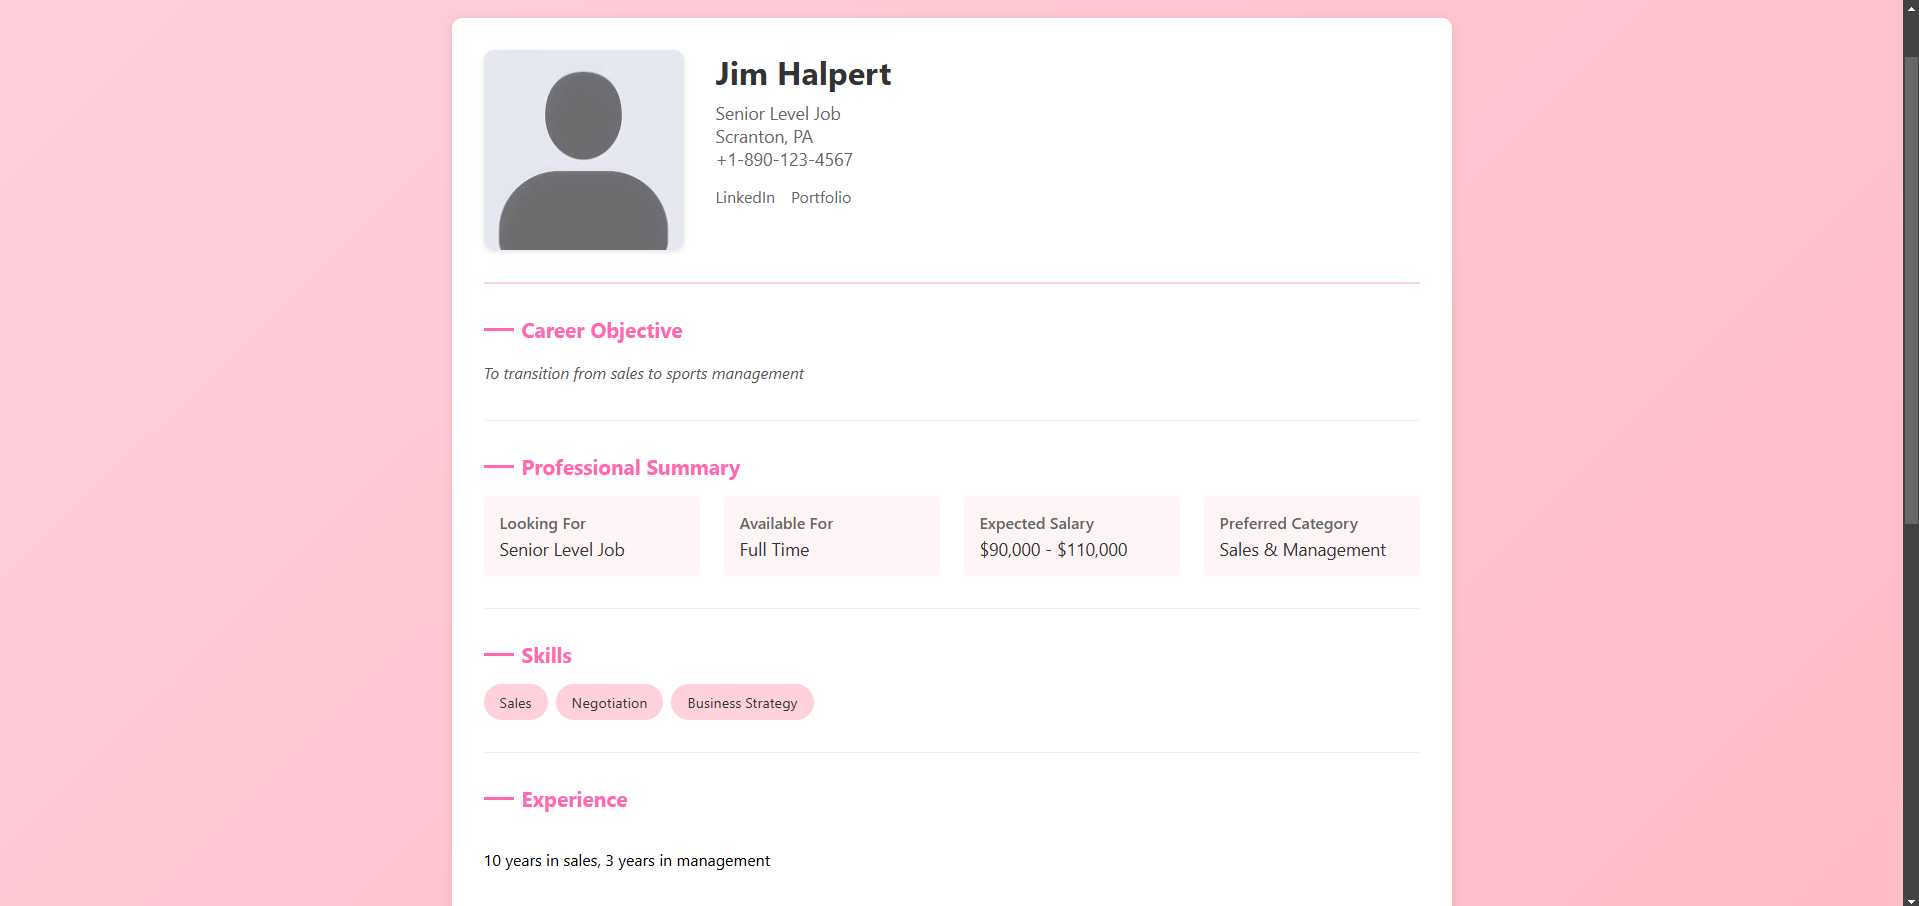 Jim Halpert
Senior Level Job
Scranton, PA
+1-890-123-4567
LinkedIn Portfolio
Career Objective
To transition from sales to sports management
Professional Summary
Looking For
Senior Level Job
Available For
Full Time
Expected Salary
$90,000 - $110,000
Preferred Category
Sales & Management
Skills
Sales
Negotiation
Business Strategy
Experience
10 years in sales, 3 years in management